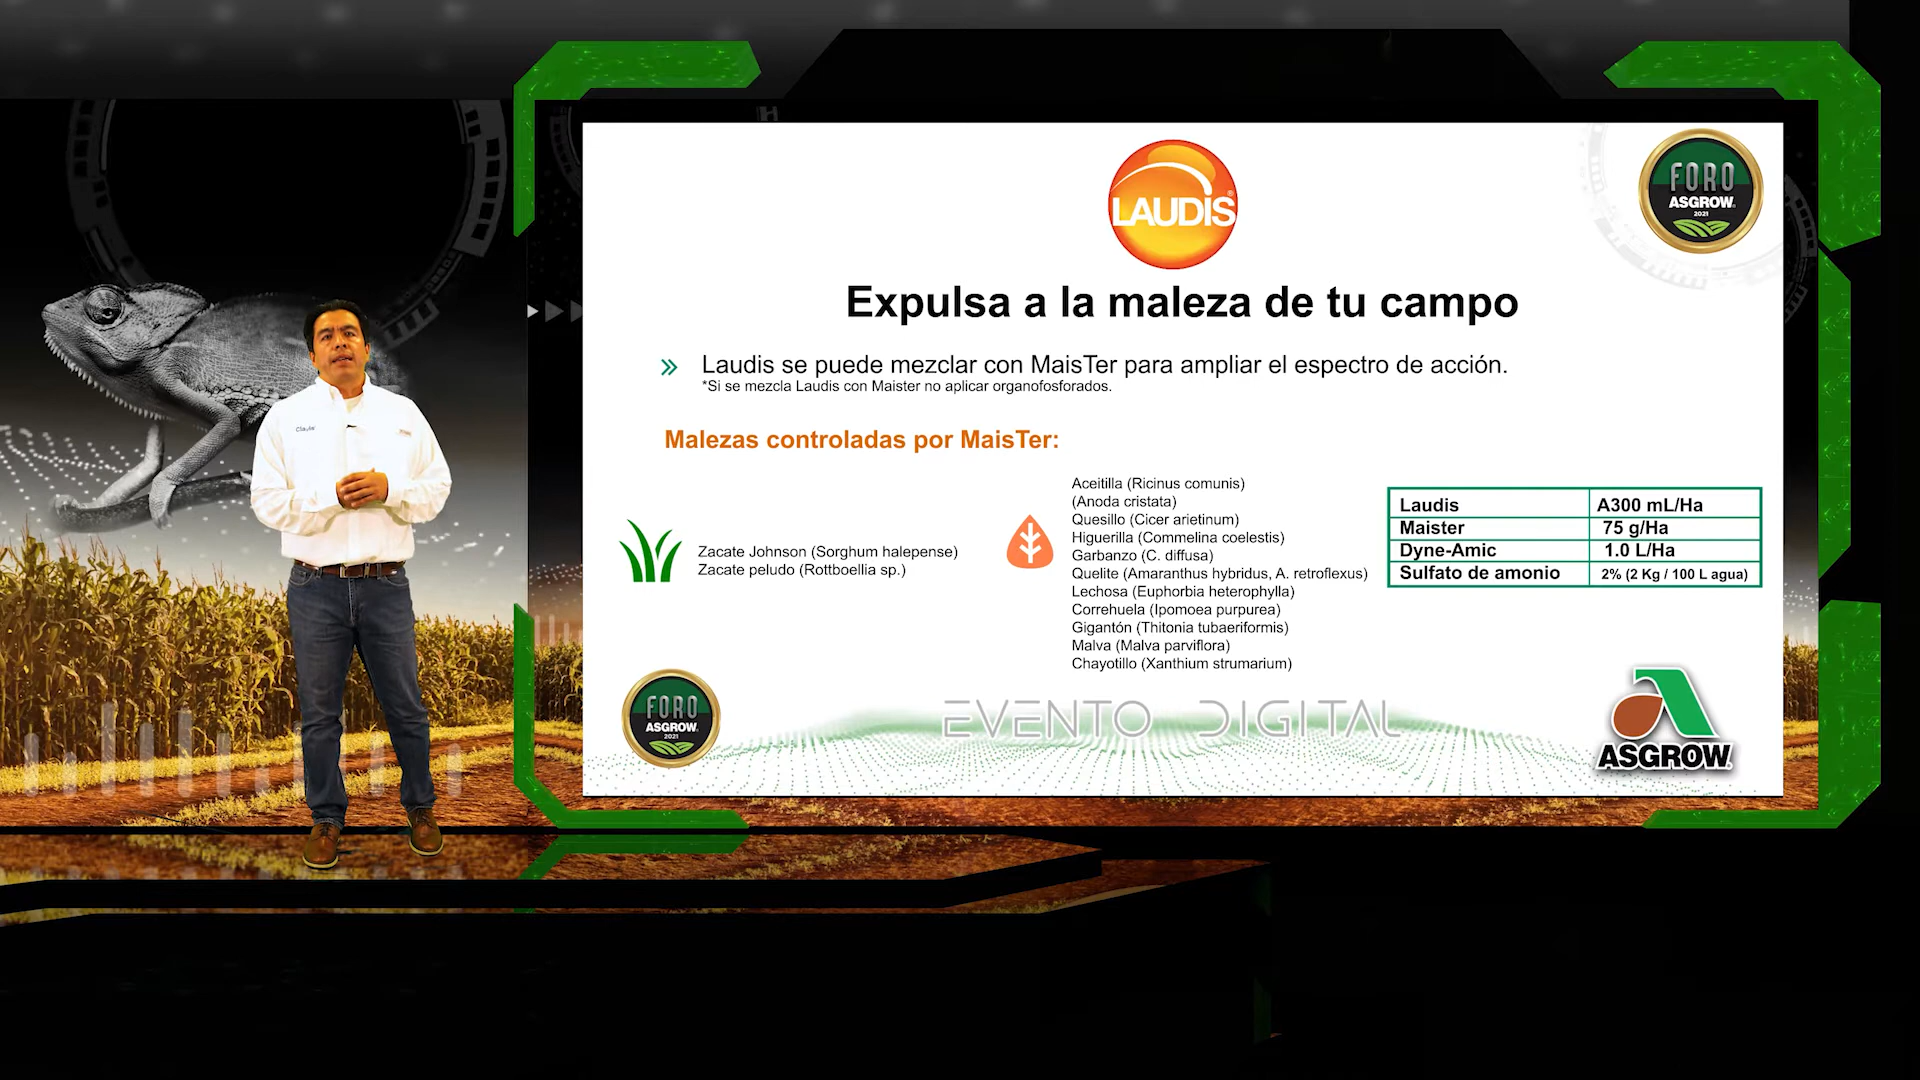 LAUDIS®
FORO
ASGROW
2021
Expulsa a la maleza de tu campo
Laudis se puede mezclar con MaisTer para ampliar el espectro de acción.
*Si se mezcla Laudis con Maister no aplicar organofosforados.
Malezas controladas por MaisTer:
Zacate Johnson (Sorghum halepense)
Zacate peludo (Rottboellia sp.)
Aceitilla (Ricinus comunis)
(Anoda cristata)
Quesillo (Cicer arietinum)
Higuerilla (Commelina coelestis)
Garbanzo (C. diffusa)
Quelite (Amaranthus hybridus, A. retroflexus)
Lechosa (Euphorbia heterophylla)
Correhuela (Ipomoea purpurea)
Gigantón (Thitonia tubaeriformis)
Malva (Malva parviflora)
Chayotillo (Xanthium strumarium)
Laudis A300 mL/Ha
Maister 75 g/Ha
Dyne-Amic 1.0 L/Ha
Sulfato de amonio 2% (2 Kg / 100 L agua)
FORO
ASGROW
2021
EVENTO DIGITAL
ASGROW